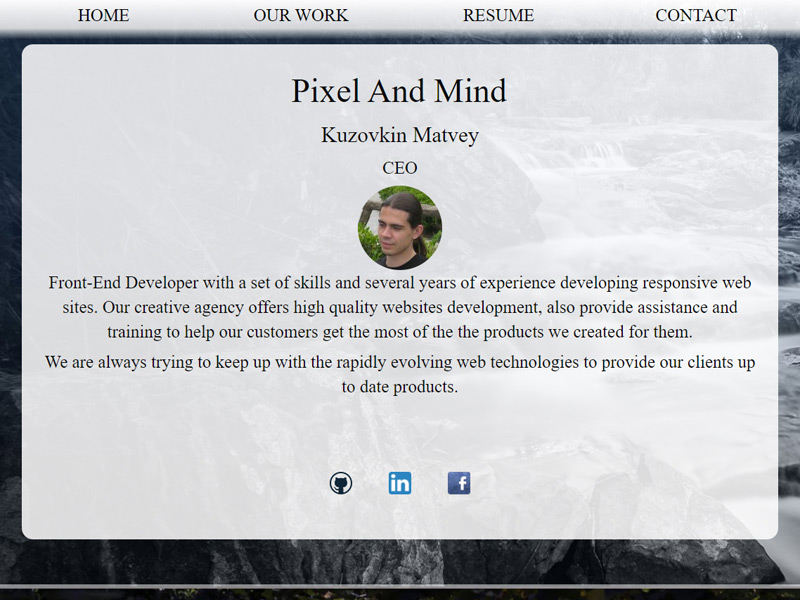 HOME OUR WORK RESUME CONTACT
Pixel And Mind
Kuzovkin Matvey
CEO
Front-End Developer with a set of skills and several years of experience developing responsive web
sites. Our creative agency offers high quality websites development, also provide assistance and
training to help our customers get the most of the the products we created for them.
We are always trying to keep up with the rapidly evolving web technologies to provide our clients up
to date products.
in
f